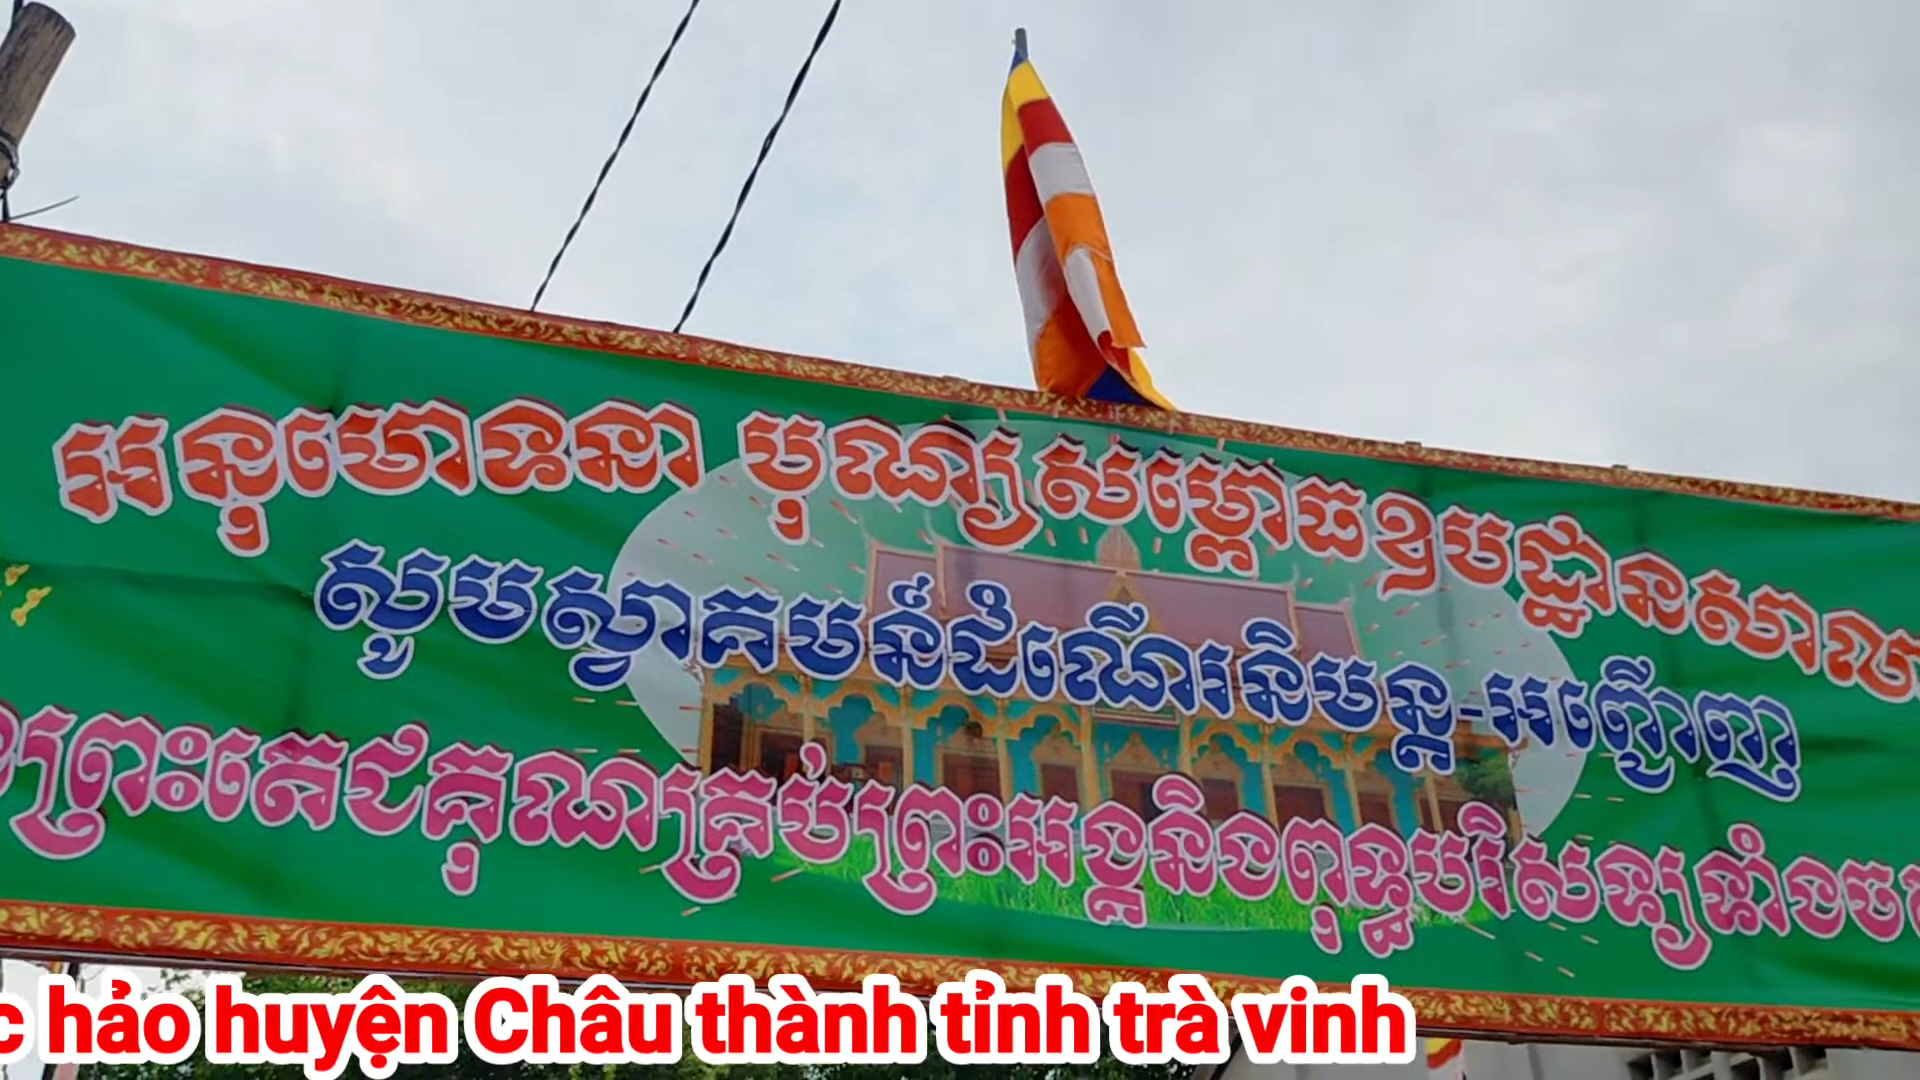 អនុមោទនា បុណ្យសម្ពោធឧបដ្ឋានសាលា
សូមស្វាគមន៍ដំណើរនិមន្ត-អញ្ជើញ
ព្រះតេជគុណគ្រប់ព្រះអង្គនិងពុទ្ធបរិស័ទ្យទាំង
hảo huyện Châu thành tỉnh trà vinh